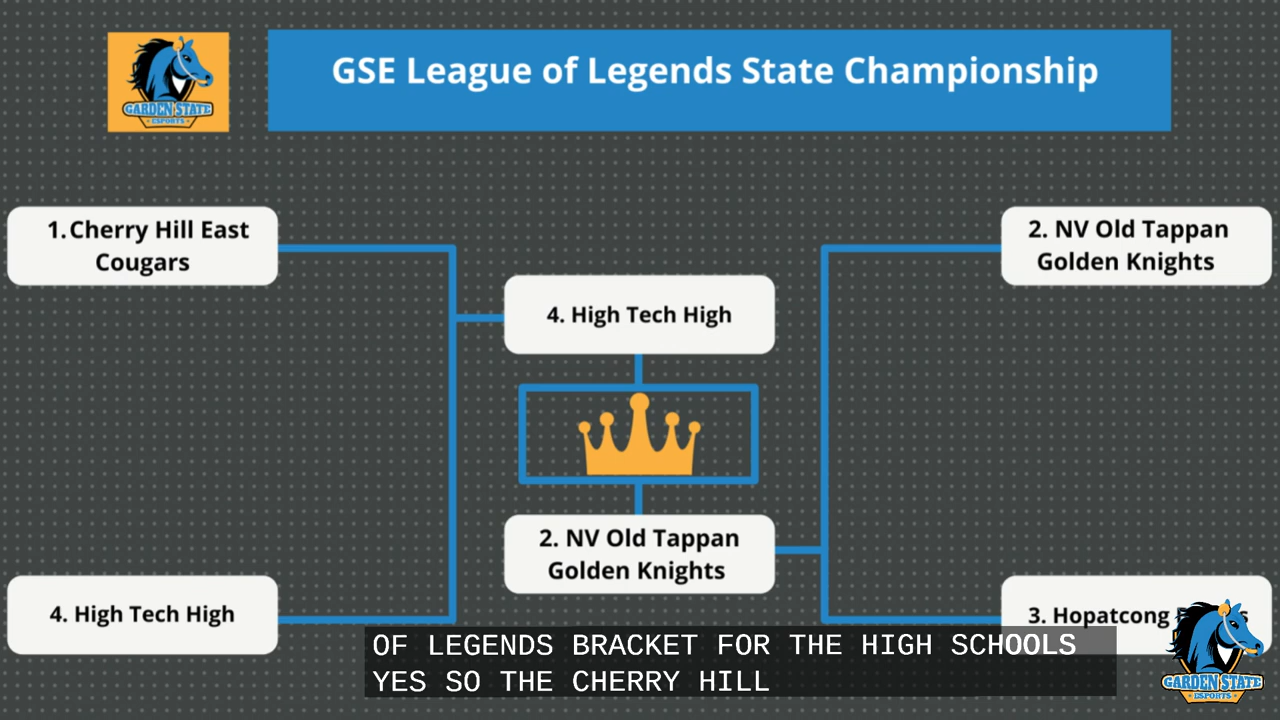 GSE League of Legends State Championship
GARDEN STATE
ESPORTS
1. Cherry Hill East
Cougars
2. NV Old Tappan
Golden Knights
4. High Tech High
2. NV Old Tappan
Golden Knights
4. High Tech High
3. Hopatcong
OF LEGENDS BRACKET FOR THE HIGH SCHOOLS
YES SO THE CHERRY HILL
GARDEN STATE
ESPORTS